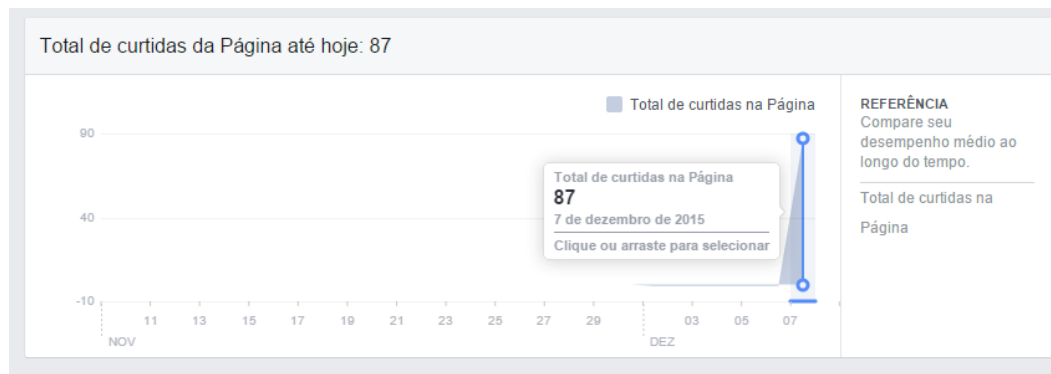 Total de curtidas da Página até hoje: 87
Total de curtidas na Página
90
40
-10
Total de curtidas na Página
87
7 de dezembro de 2015
Clique ou arraste para selecionar
11 13 15 17 19 21 23 25 27 29 03 05 07
NOV DEZ
REFERÊNCIA
Compare seu
desempenho médio ao
longo do tempo.
Total de curtidas na
Página